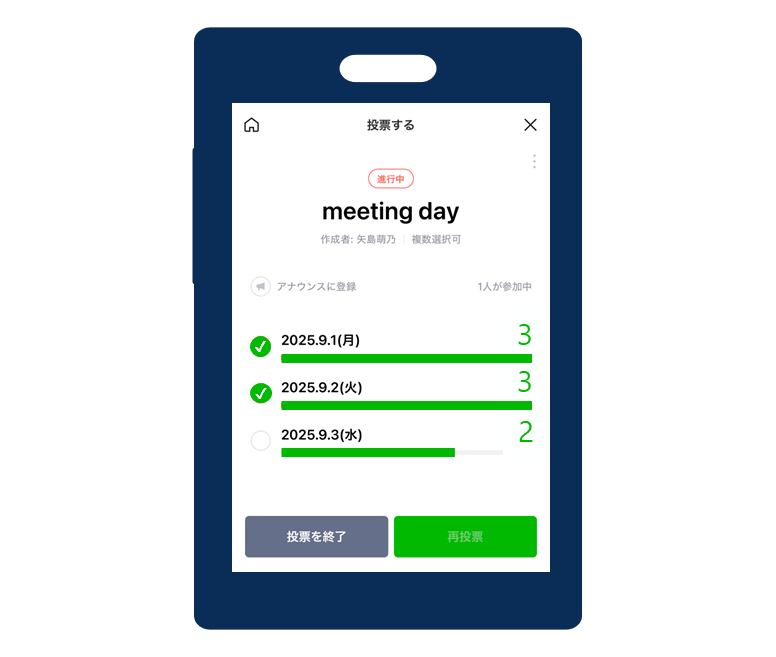 投票する
進行中
meeting day
作成者: 矢島萌乃 | 複数選択可
アナウンスに登録 1人が参加中
2025.9.1(月) 3
2025.9.2(火) 3
2025.9.3(水) 2
投票を終了 再投票